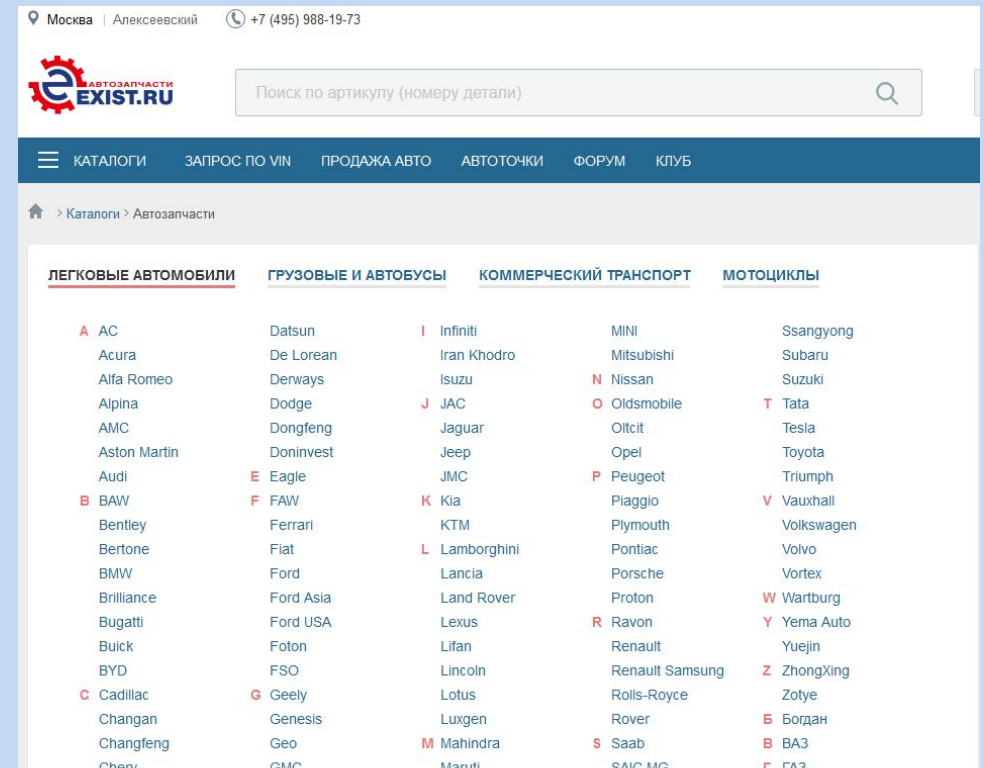 Москва | Алексеевский +7 (495) 988-19-73
АВТОЗАПЧАСТИ
EXIST.RU
Поиск по артикулу (номеру детали)
КАТАЛОГИ ЗАПРОС ПО VIN ПРОДАЖА АВТО АВТОТОЧКИ ФОРУМ КЛУБ
> Каталоги > Автозапчасти
ЛЕГКОВЫЕ АВТОМОБИЛИ ГРУЗОВЫЕ И АВТОБУСЫ КОММЕРЧЕСКИЙ ТРАНСПОРТ МОТОЦИКЛЫ
A AC
Acura
Alfa Romeo
Alpina
AMC
Aston Martin
Audi
B BAW
Bentley
Bertone
BMW
Brilliance
Bugatti
Buick
BYD
C Cadillac
Changan
Changfeng
Chery
Datsun
De Lorean
Derways
Dodge
Dongfeng
Doninvest
E Eagle
F FAW
Ferrari
Fiat
Ford
Ford Asia
Ford USA
Foton
FSO
G Geely
Genesis
Geo
GMC
I Infiniti
Iran Khodro
Isuzu
J JAC
Jaguar
Jeep
JMC
K Kia
KTM
L Lamborghini
Lancia
Land Rover
Lexus
Lifan
Lincoln
Lotus
Luxgen
M Mahindra
Maruti
MINI
Mitsubishi
N Nissan
O Oldsmobile
Oltcit
Opel
P Peugeot
Piaggio
Plymouth
Pontiac
Porsche
Proton
R Ravon
Renault
Renault Samsung
Rolls-Royce
Rover
S Saab
SAIC MG
Ssangyong
Subaru
Suzuki
T Tata
Tesla
Toyota
Triumph
V Vauxhall
Volkswagen
Volvo
Vortex
W Wartburg
Y Yema Auto
Yuejin
Z ZhongXing
Zotye
Б Богдан
В ВАЗ
Г ГАЗ